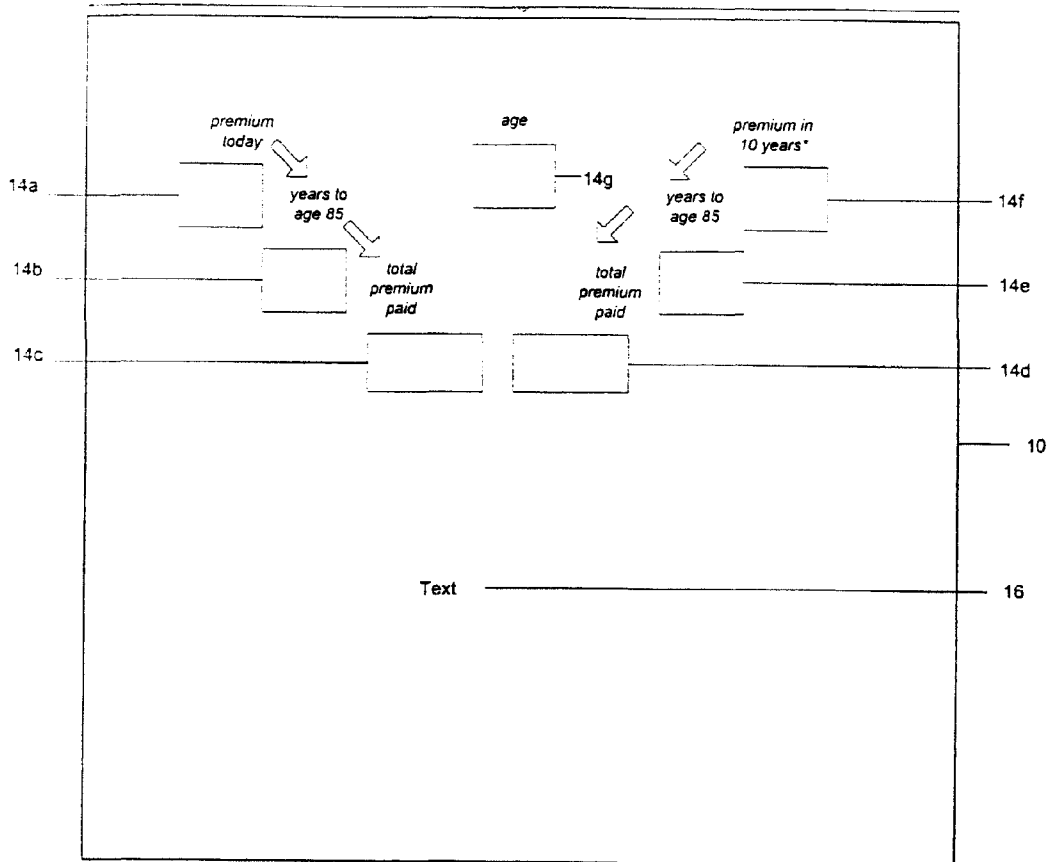 premium
today
age
premium in
10 years*
14a
14g
14f
years to
age 85
years to
age 85
14b
14e
total
premium
paid
total
premium
paid
14c
14d
10
Text
16